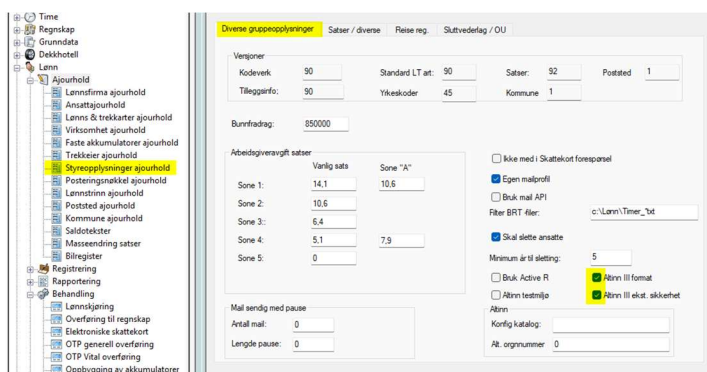 Time
Regnskap
Grunndata
Dekkhotell
Lønn
Ajourhold
Lønnsfirma ajourhold
Ansattajourhold
Lønns & trekkarter ajourhold
Virksomhet ajourhold
Faste akkumulatorer ajourhold
Trekkeier ajourhold
Styreopplysninger ajourhold
Posteringsnøkkel ajourhold
Lønnstrinn ajourhold
Poststed ajourhold
Kommune ajourhold
Saldotekster
Masseendring satser
Bilregister
Registrering
Rapportering
Behandling
Lønnskjøring
Overføring til regnskap
Elektroniske skattekort
OTP generell overføring
OTP Vital overføring
Oppbygging av akkumulatorer
Diverse gruppeopplysninger Satser / diverse Reise reg. Sluttvederlag / OU
Versjoner
Kodeverk 90 Standard LT art: 90 Satser: 92 Poststed 1
Tilleggsinfo: 90 Yrkeskoder 45 Kommune 1
Bunnfradrag: 850000
Arbeidsgiveravgift satser
Vanlig sats Sone "A"
Sone 1: 14,1 10,6
Sone 2: 10,6
Sone 3:: 6,4
Sone 4: 5,1 7,9
Sone 5: 0
Mail sendig med pause
Antall mail: 0
Lengde pause: 0
Ikke med i Skattekort forespørsel
Egen mailprofil
Bruk mail API
Filter BRT -filer: c:\Lønn\Timer_*txt
Skal slette ansatte
Minimum år til sletting: 5
Bruk Active R Altinn III format
Altinn testmiljø Altinn III ekst. sikkerhet
Altinn
Konfig katalog:
Alt. orgnnummer 0